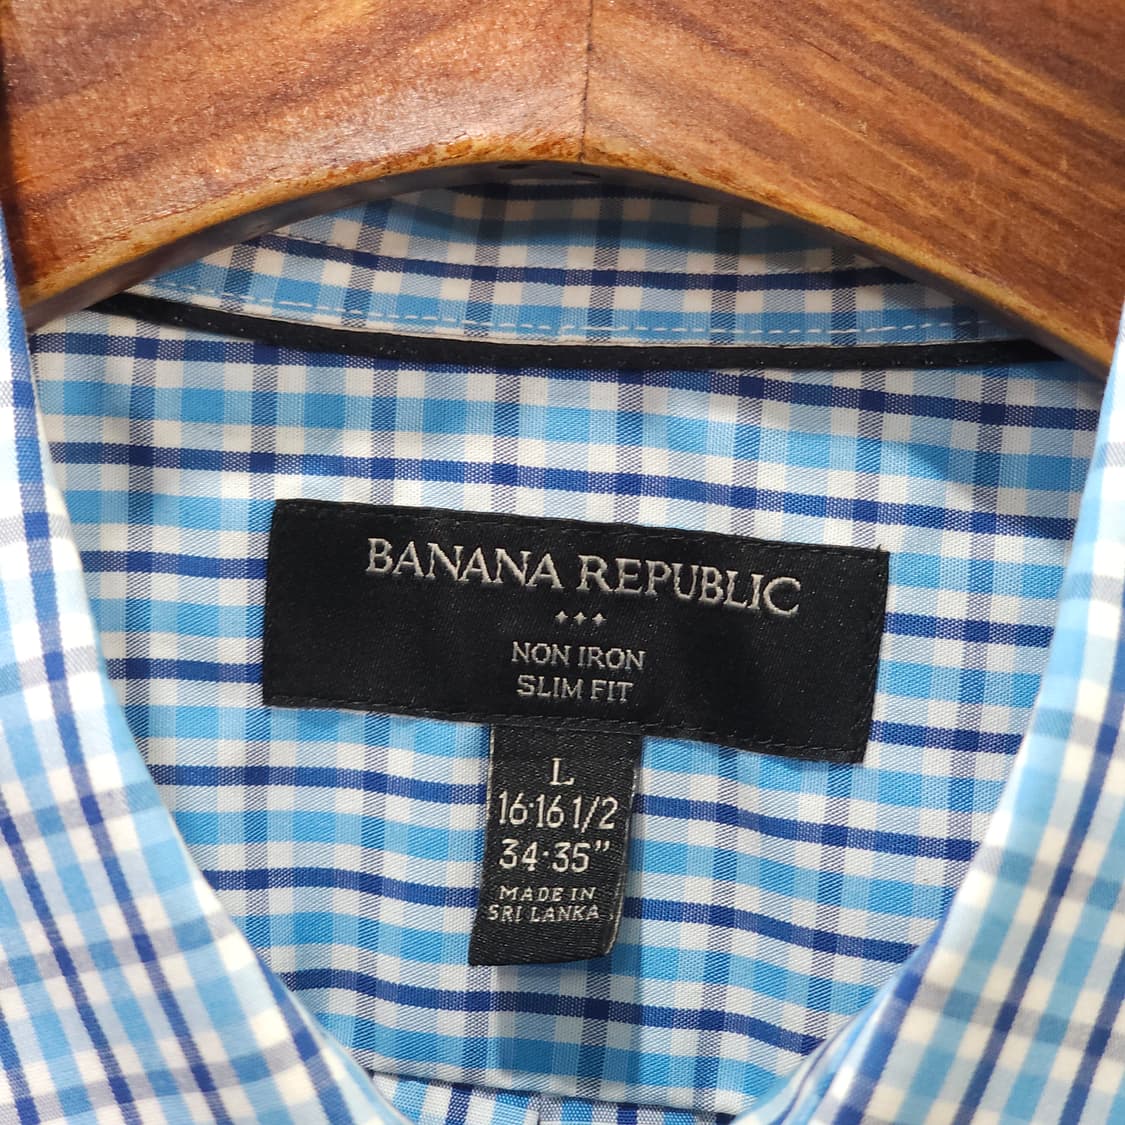 BANANA REPUBLIC
NON IRON
SLIM FIT
L
16·16 1/2
34·35”
MADE IN
SRI LANKA